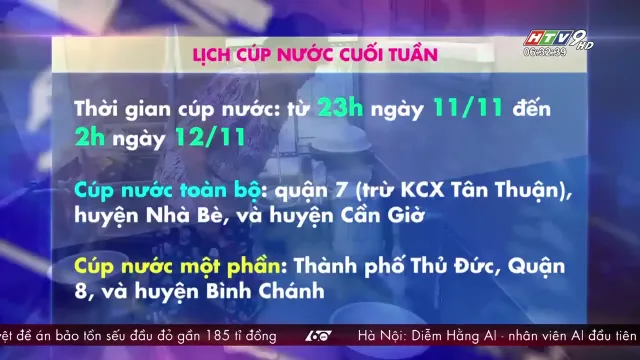 HTV9 HD
06:32:39
LỊCH CÚP NƯỚC CUỐI TUẦN
Thời gian cúp nước: từ 23h ngày 11/11 đến
2h ngày 12/11
Cúp nước toàn bộ: quận 7 (trừ KCX Tân Thuận),
huyện Nhà Bè, và huyện Cần Giờ
Cúp nước một phần: Thành phố Thủ Đức, Quận
8, và huyện Bình Chánh
yệt đề án bảo tồn sếu đầu đỏ gần 185 tỉ đồng
Hà Nội: Diễm Hằng AI - nhân viên AI đầu tiên